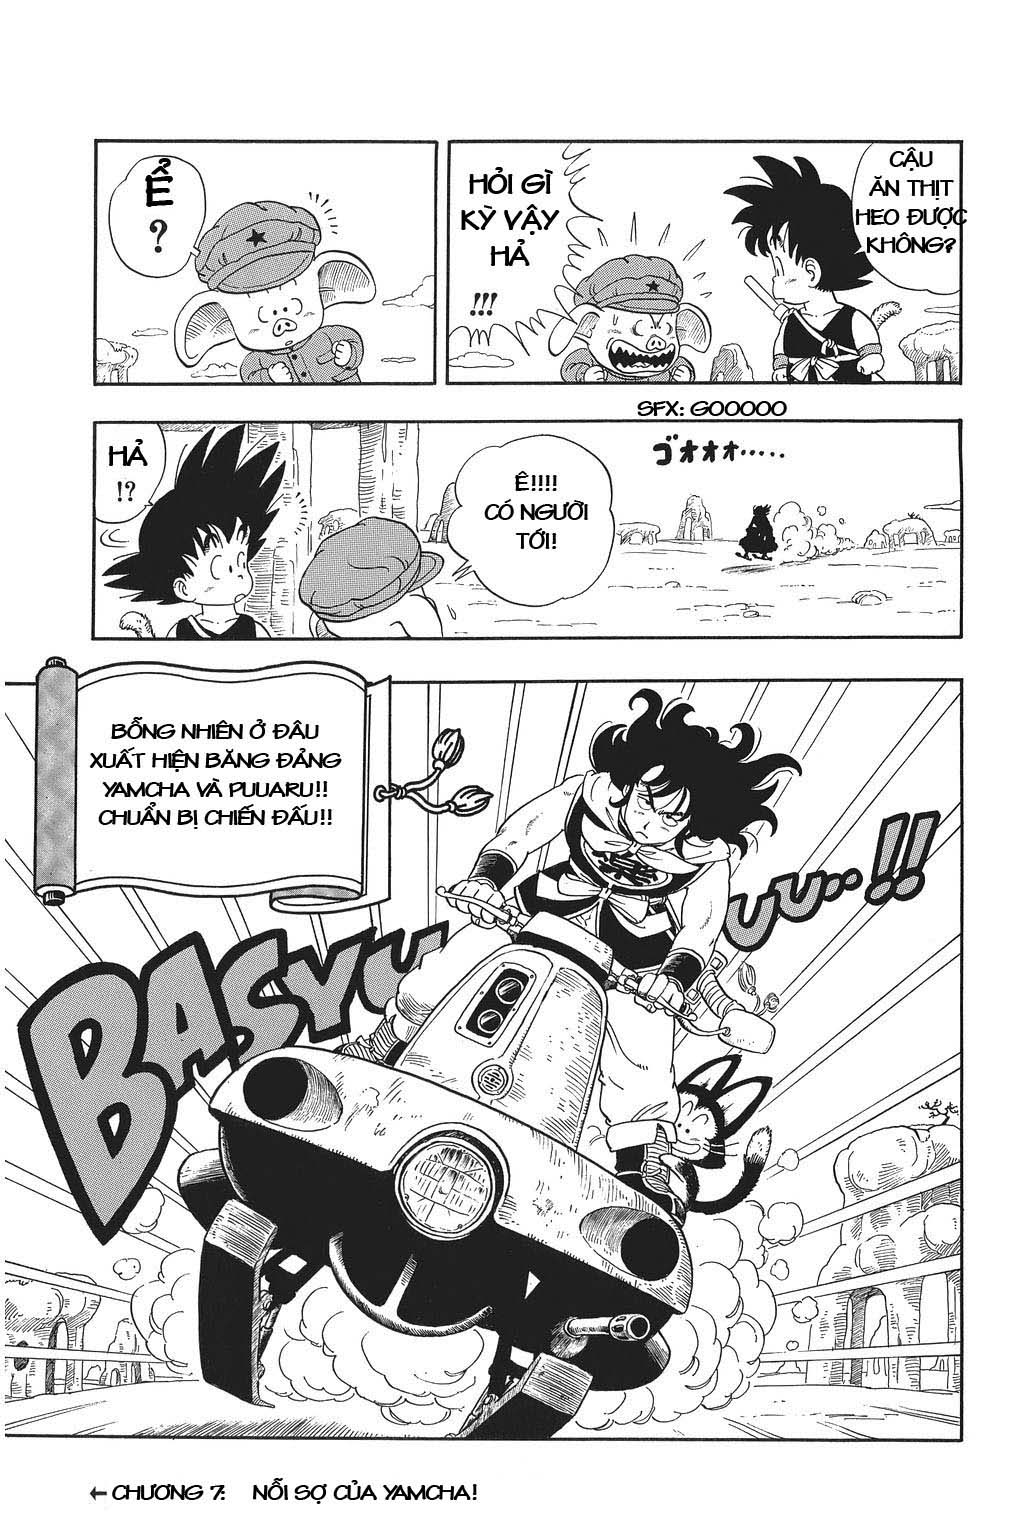 CẬU
ĂN THỊT
HEO ĐƯỢC
KHÔNG?
HỎI GÌ
KỲ VẬY
HẢ
!!!
Ể
?
SFX: GOOOOO
ゴオオオ・・・・・
Ê!!!!
CÓ NGƯỜI
TỚI!
HẢ
!?
BỖNG NHIÊN Ở ĐÂU
XUẤT HIỆN BĂNG ĐẢNG
YAMCHA VÀ PUUARU!!
CHUẨN BỊ CHIẾN ĐẤU!!
BASYU
UU··!!
樂
← CHƯƠNG 7: NỖI SỢ CỦA YAMCHA!